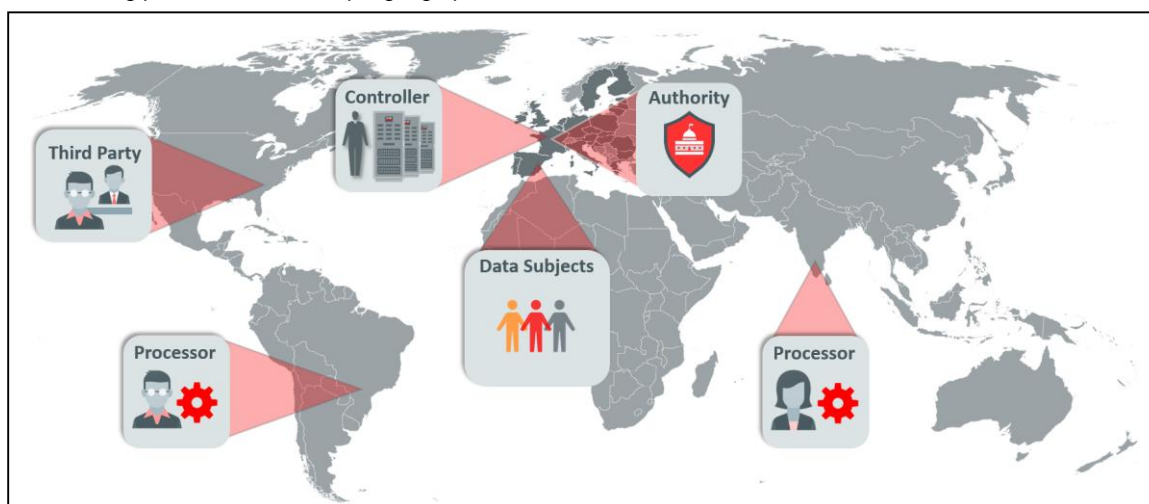 Controller
Authority
Third Party
Data Subjects
Processor
Processor